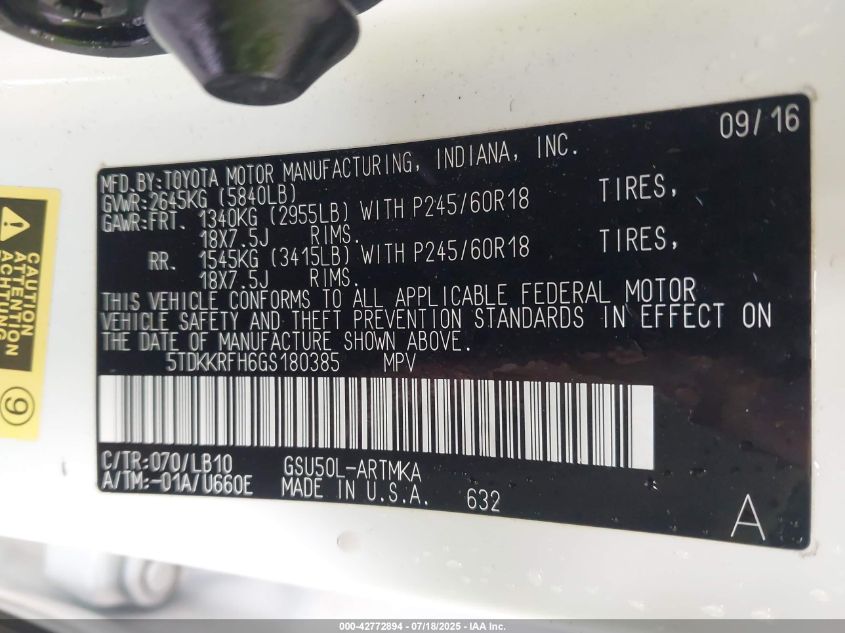 09/16
MFD.BY:TOYOTA MOTOR MANUFACTURING, INDIANA, INC.
GVWR:2645KG (5840LB)
GAWR:FRT. 1340KG (2955LB) WITH P245/60R18 TIRES,
18X7.5J RIMS.
RR. 1545KG (3415LB) WITH P245/60R18 TIRES,
18X7.5J RIMS.
THIS VEHICLE CONFORMS TO ALL APPLICABLE FEDERAL MOTOR
VEHICLE SAFETY AND THEFT PREVENTION STANDARDS IN EFFECT ON
THE DATE OF MANUFACTURE SHOWN ABOVE.
5TDKKRFH6GS180385 MPV
C/TR:070/LB10 GSU50L-ARTMKA
A/TM:-01A/U660E MADE IN U.S.A. 632
A
CAUTION
ATTENTION
ACHTUNG
9
000-42772894 - 07/18/2025 - IAA Inc.